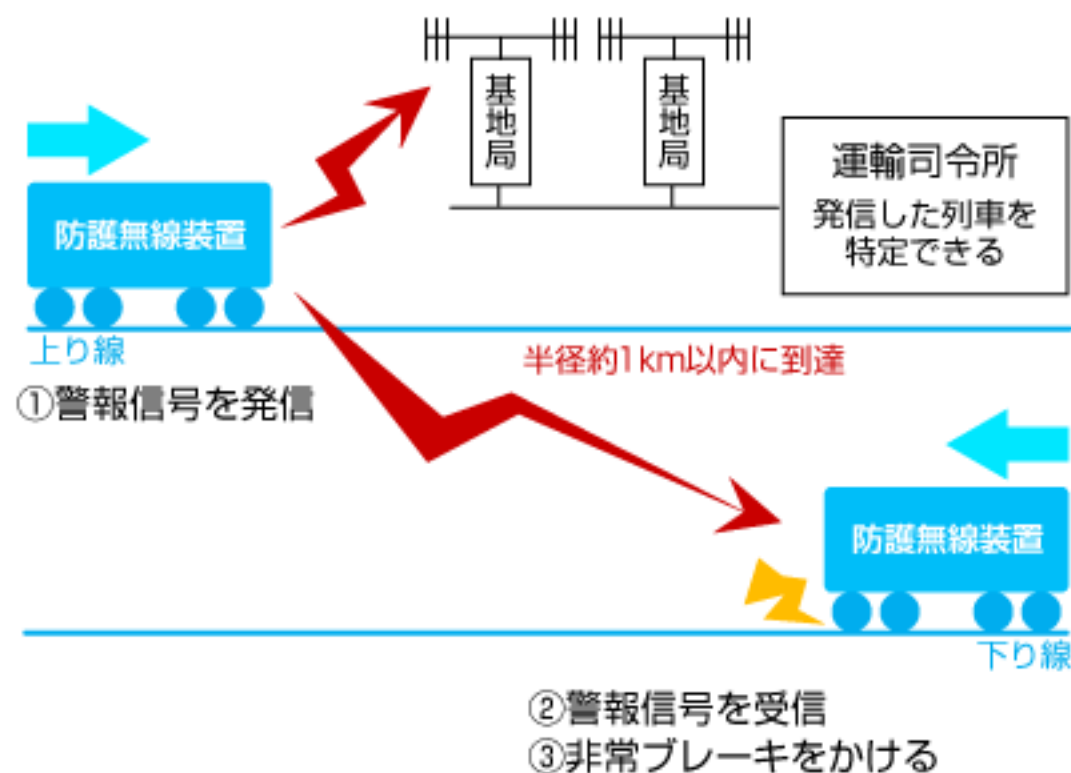 基地局
基地局
運輸司令所
発信した列車を
特定できる
防護無線装置
上り線
半径約1km以内に到達
①警報信号を発信
防護無線装置
下り線
②警報信号を受信
③非常ブレーキをかける